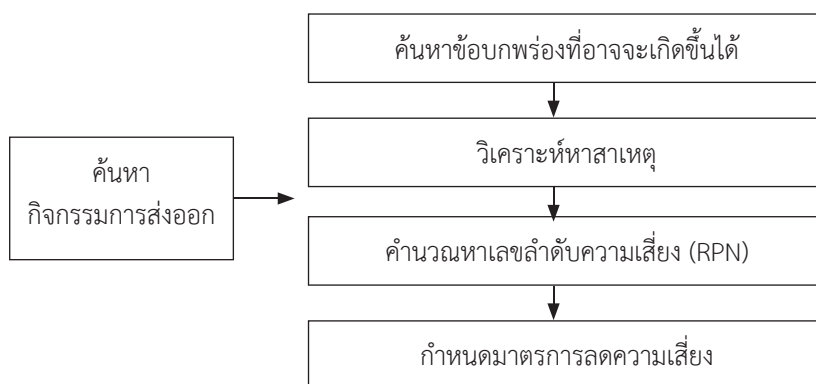 ค้นหาข้อบกพร่องที่อาจจะเกิดขึ้นได้
วิเคราะห์หาสาเหตุ
ค้นหา
กิจกรรมการส่งออก
คำนวณหาเลขลำดับความเสี่ยง (RPN)
กำหนดมาตรการลดความเสี่ยง